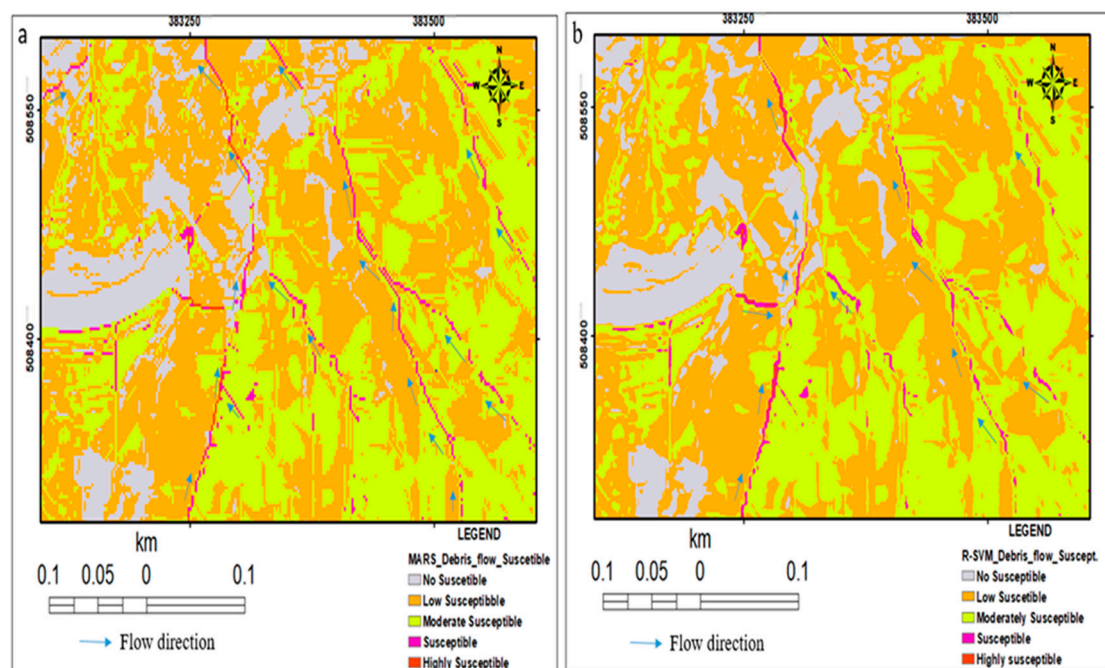 a
383250
383500
508550
508400
N
W
E
S
km
0.1 0.05 0 0.1
Flow direction
LEGEND
MARS_Debris_flow_Suscetible
No Suscetible
Low Susceptibble
Moderate Susceptible
Susceptible
Highly Susceptible
b
383250
383500
508550
508400
N
W
E
S
km
0.1 0.05 0 0.1
Flow direction
LEGEND
R-SVM_Debris_flow_Suscept.
No Susceptible
Low Suscetible
Moderately Susceptible
Susceptible
Highly susceptible